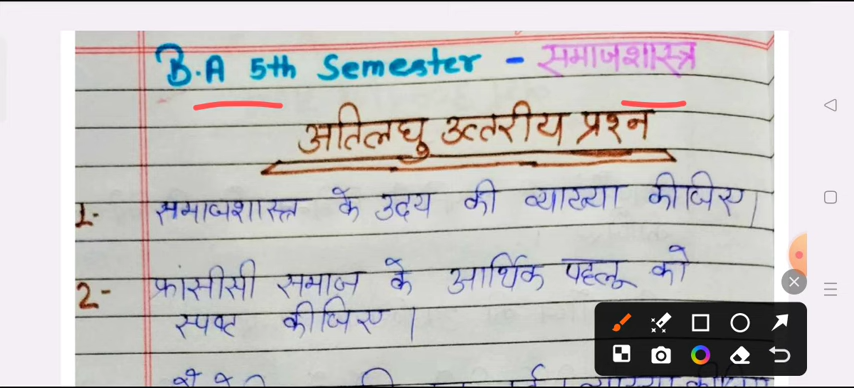 B.A 5th Semester - समाजशास्त्र
अतिलघु उत्तरीय प्रश्न
1- समाजशास्त्र के उदय की व्याख्या कीजिए।
2- फ्रांसीसी समाज के आर्थिक पहलू को
स्पष्ट कीजिए।